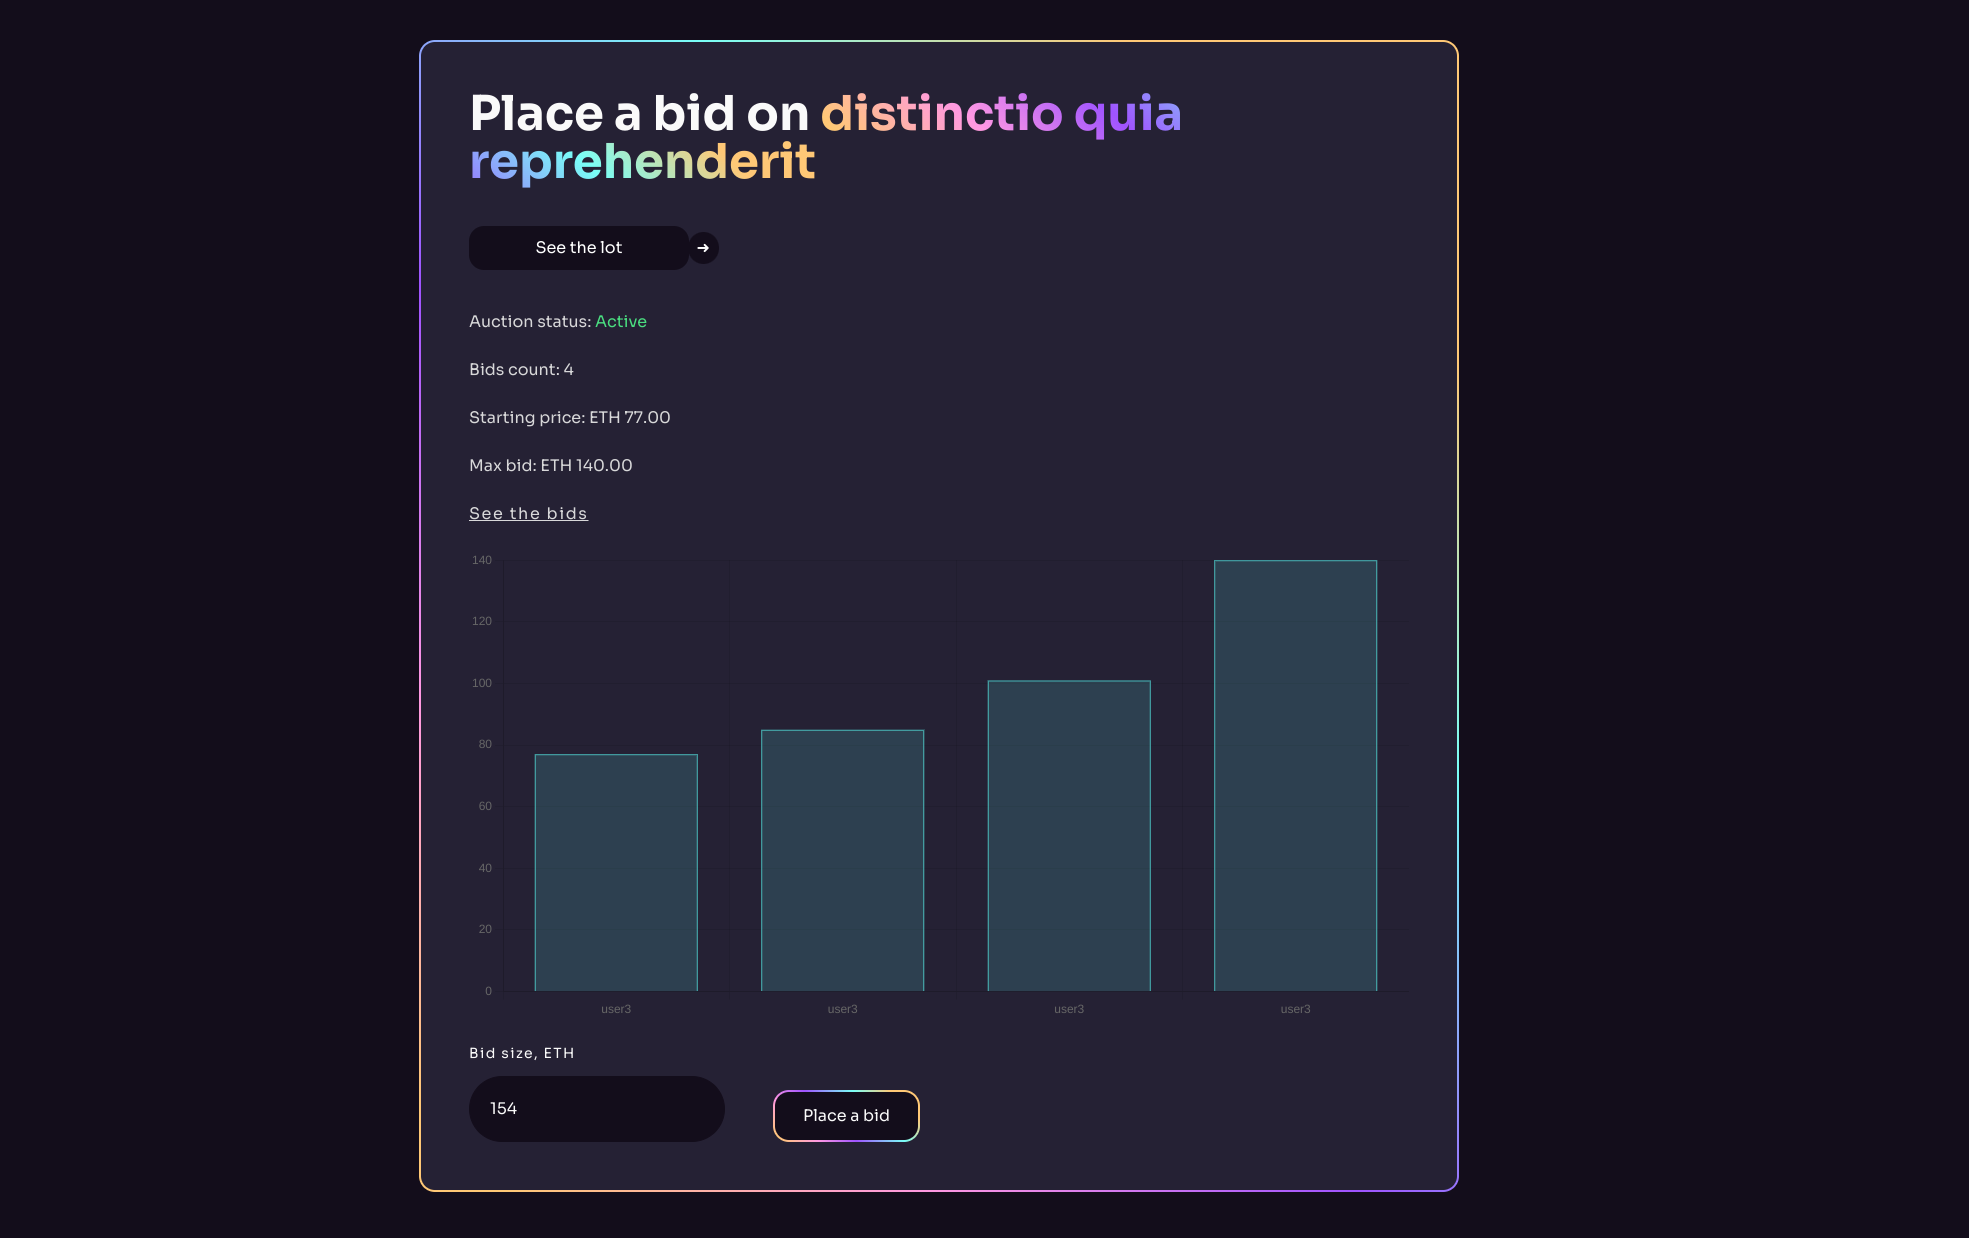 Place a bid on distinctio quia
reprehenderit
See the lot →
Auction status: Active
Bids count: 4
Starting price: ETH 77.00
Max bid: ETH 140.00
See the bids
140
120
100
80
60
40
20
0
user3 user3 user3 user3
Bid size, ETH
154
Place a bid